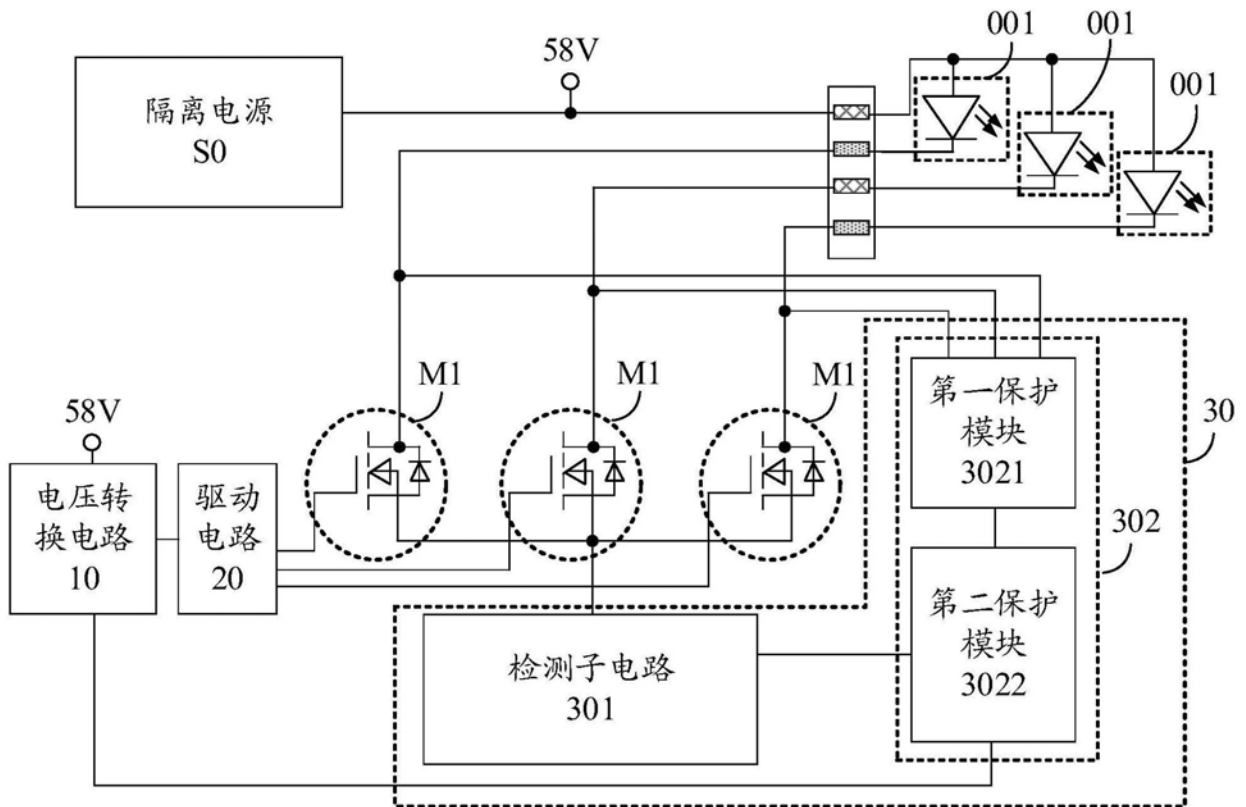 58V
001
001
001
隔离电源
S0
M1
M1
M1
58V
电压转
换电路
10
驱动
电路
20
第一保护
模块
3021
30
302
第二保护
模块
3022
检测子电路
301